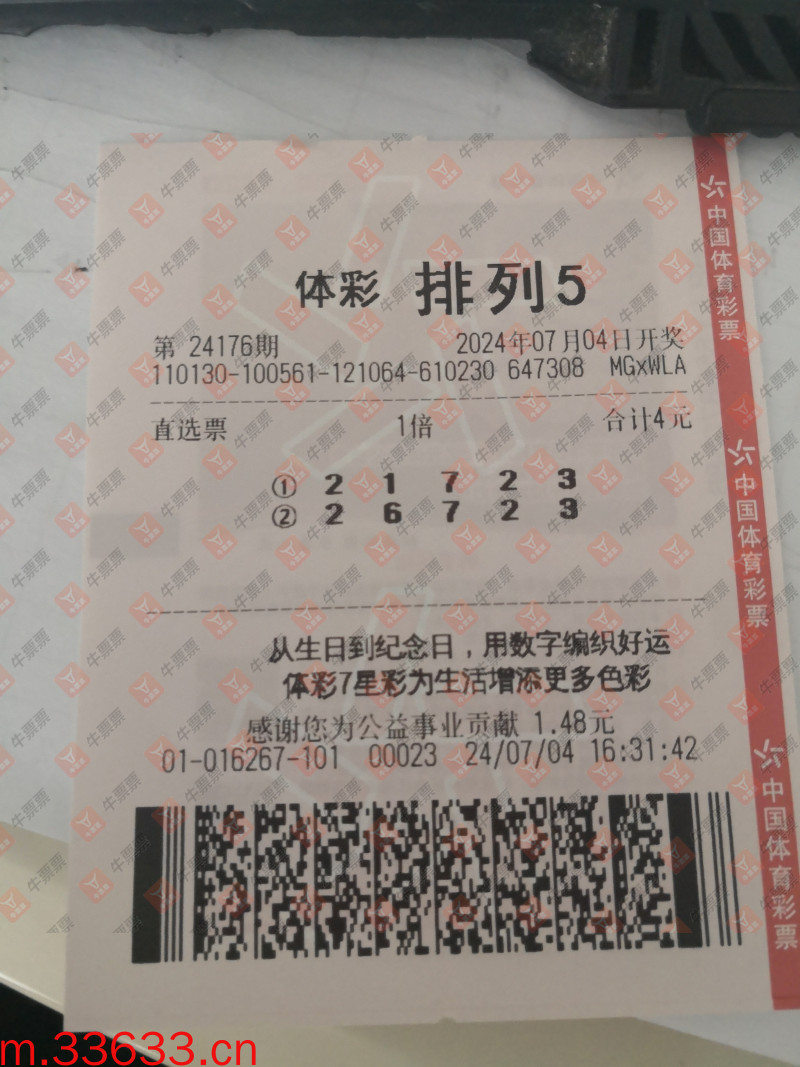 体彩 排列5
第 24176期 2024年07月04日开奖
110130-100561-121064-610230 647308 MGxWLA
直选票 1倍 合计4元
① 2 1 7 2 3
② 2 6 7 2 3
从生日到纪念日，用数字编织好运
体彩7星彩为生活增添更多色彩
感谢您为公益事业贡献 1.48元
01-016267-101 00023 24/07/04 16:31:42
中国体育彩票
中国体育彩票
中国体育彩票
牛票票
m.33633.cn